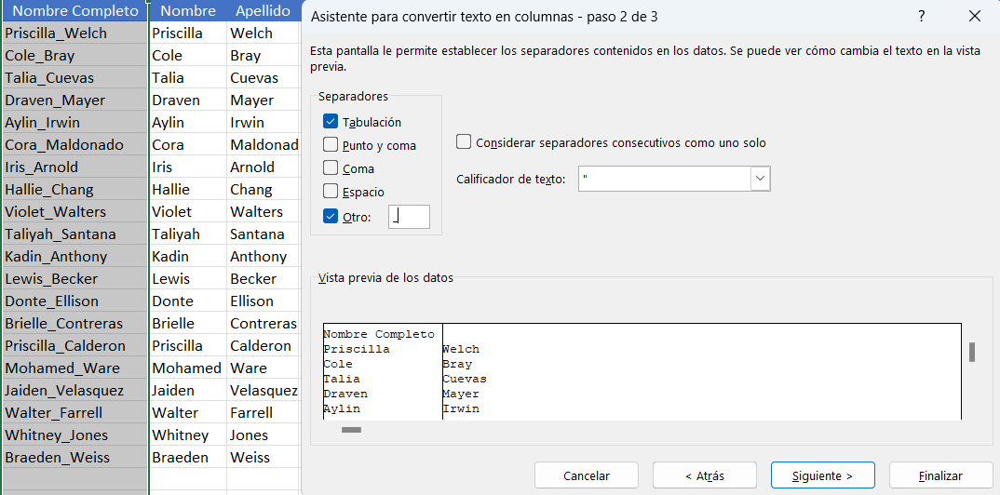 Nombre Completo Nombre Apellido
Priscilla_Welch Priscilla Welch
Cole_Bray Cole Bray
Talia_Cuevas Talia Cuevas
Draven_Mayer Draven Mayer
Aylin_Irwin Aylin Irwin
Cora_Maldonado Cora Maldonad
Iris_Arnold Iris Arnold
Hallie_Chang Hallie Chang
Violet_Walters Violet Walters
Taliyah_Santana Taliyah Santana
Kadin_Anthony Kadin Anthony
Lewis_Becker Lewis Becker
Donte_Ellison Donte Ellison
Brielle_Contreras Brielle Contreras
Priscilla_Calderon Priscilla Calderon
Mohamed_Ware Mohamed Ware
Jaiden_Velasquez Jaiden Velasquez
Walter_Farrell Walter Farrell
Whitney_Jones Whitney Jones
Braeden_Weiss Braeden Weiss
Asistente para convertir texto en columnas - paso 2 de 3 ?
Esta pantalla le permite establecer los separadores contenidos en los datos. Se puede ver cómo cambia el texto en la vista
previa.
Separadores
Tabulación
Punto y coma
Coma
Espacio
Otro: _
Considerar separadores consecutivos como uno solo
Calificador de texto: "
Vista previa de los datos
Nombre Completo
Priscilla Welch
Cole Bray
Talia Cuevas
Draven Mayer
Aylin Irwin
Cancelar < Atrás Siguiente > Finalizar